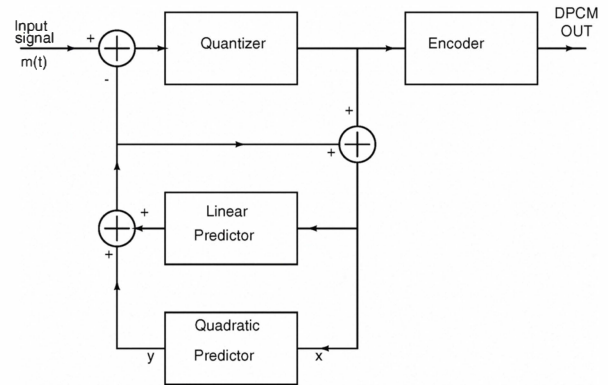 Input
signal
m(t)
+
-
Quantizer
Encoder
DPCM
OUT
+
+
Linear
Predictor
+
+
Quadratic
Predictor
y
x